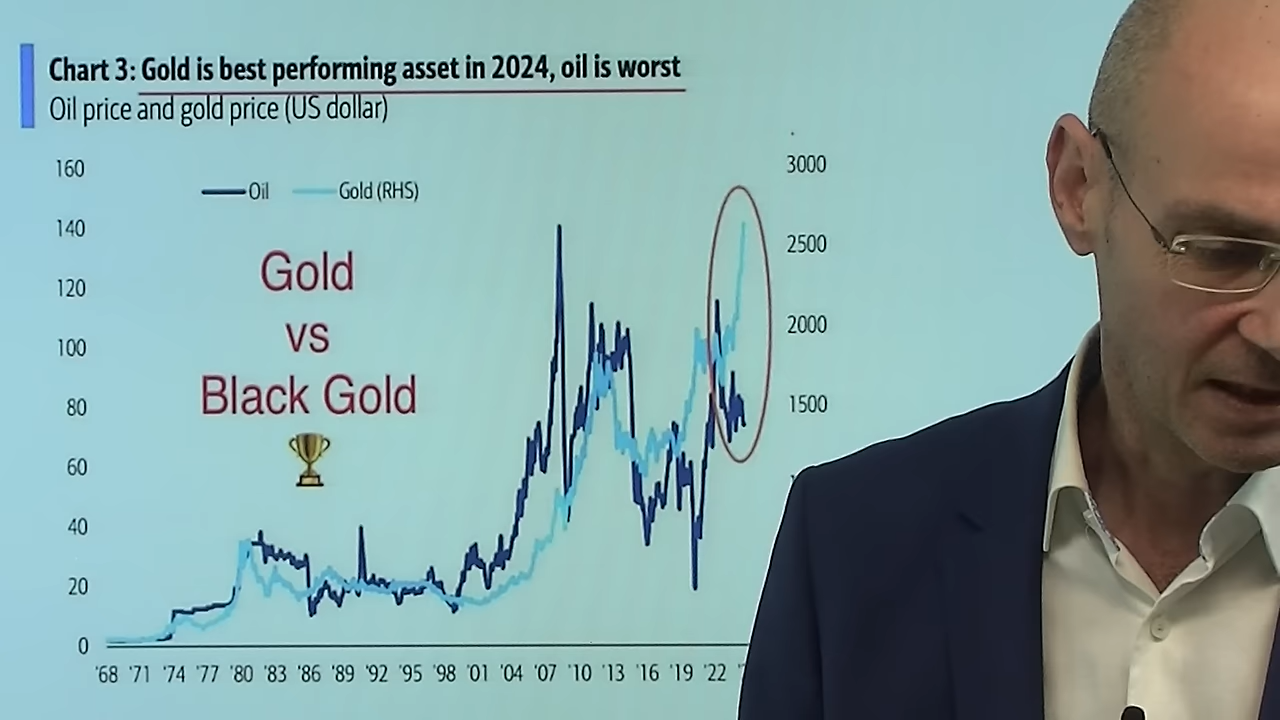 Chart 3: Gold is best performing asset in 2024, oil is worst
Oil price and gold price (US dollar)
160
140
120
100
80
60
40
20
0
Oil
Gold (RHS)
Gold
vs
Black Gold
3000
2500
2000
1500
'68 '71 '74 '77 '80 '83 '86 '89 '92 '95 '98 '01 '04 '07 '10 '13 '16 '19 '22